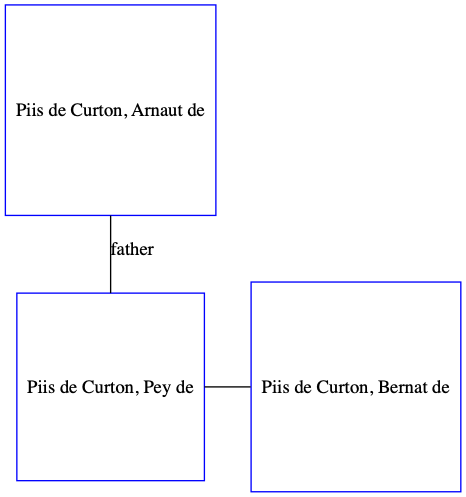 Piis de Curton, Arnaut de
father
Piis de Curton, Pey de
Piis de Curton, Bernat de